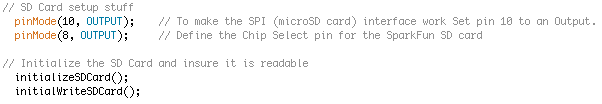 // SD Card setup stuff
pinMode(10, OUTPUT);    // To make the SPI (microSD card) interface work Set pin 10 to an Output.
pinMode(8, OUTPUT);     // Define the Chip Select pin for the SparkFun SD card
// Initialize the SD Card and insure it is readable
initializeSDCard();
initialWriteSDCard();